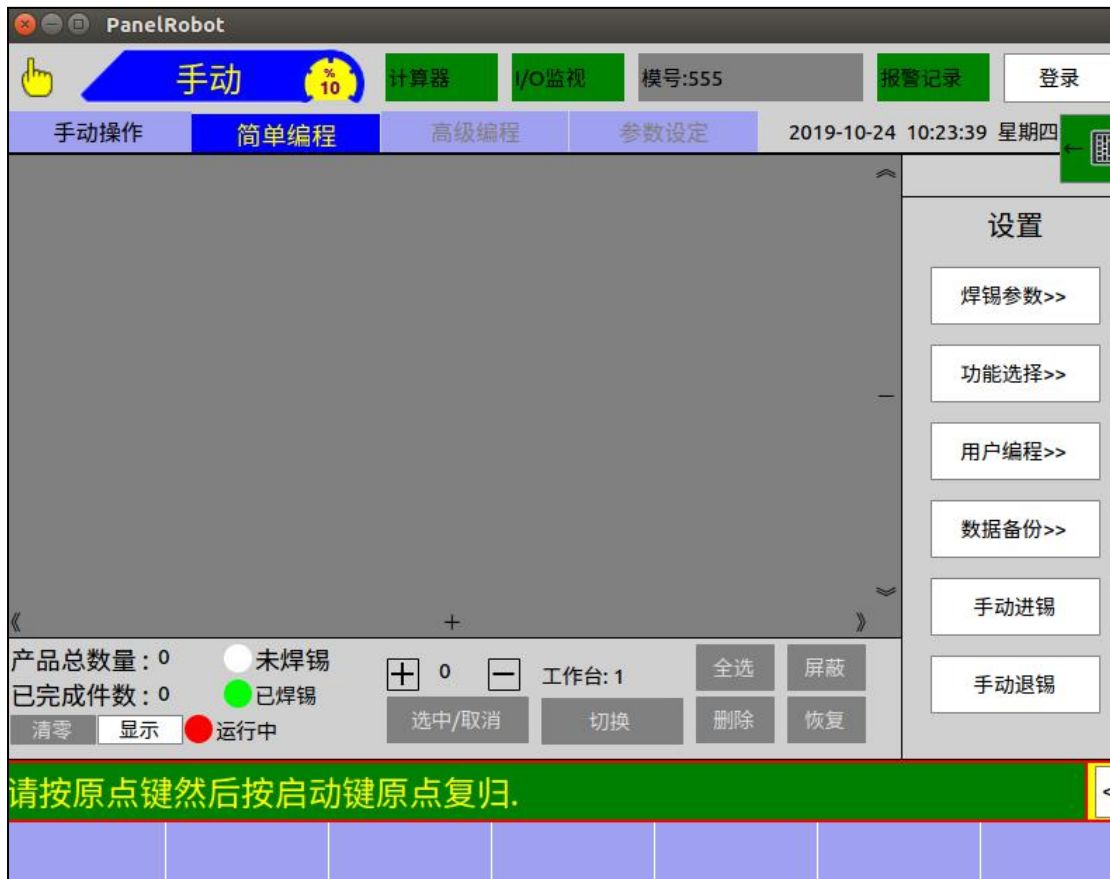 PanelRobot
手动 % 10 计算器 I/O监视 模号:555 报警记录 登录
手动操作 简单编程 高级编程 参数设定 2019-10-24 10:23:39 星期四 ←
设置
焊锡参数>>
功能选择>>
用户编程>>
数据备份>>
手动进锡
手动退锡
《 + 》
产品总数量: 0 未焊锡 + 0 - 工作台: 1 全选 屏蔽
已完成件数: 0 已焊锡 选中/取消 切换 删除 恢复
清零 显示 运行中
请按原点键然后按启动键原点复归. <